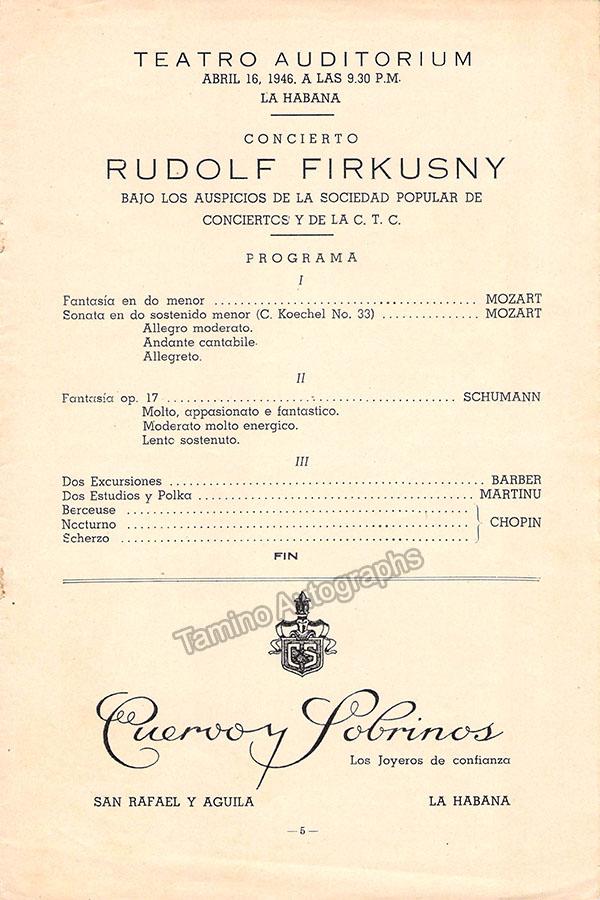 TEATRO AUDITORIUM
ABRIL 16, 1946. A LAS 9.30 P.M.
LA HABANA
CONCIERTO
RUDOLF FIRKUSNY
BAJO LOS AUSPICIOS DE LA SOCIEDAD POPULAR DE
CONCIERTOS Y DE LA C. T. C.
PROGRAMA
I
Fantasía en do menor ........................................ MOZART
Sonata en do sostenido menor (C. Koechel No. 33) ............... MOZART
Allegro moderato.
Andante cantabile.
Allegreto.
II
Fantasía op. 17 ............................................ SCHUMANN
Molto, appasionato e fantastico.
Moderato molto energico.
Lento sostenuto.
III
Dos Excursiones ................................................ BARBER
Dos Estudios y Polka .......................................... MARTINU
Berceuse ................................................
Nocturno ................................................ CHOPIN
Scherzo ................................................
FIN
Tamino Autographs
CS
Cuervo y Sobrinos
Los Joyeros de confianza
SAN RAFAEL Y AGUILA LA HABANA
—5—